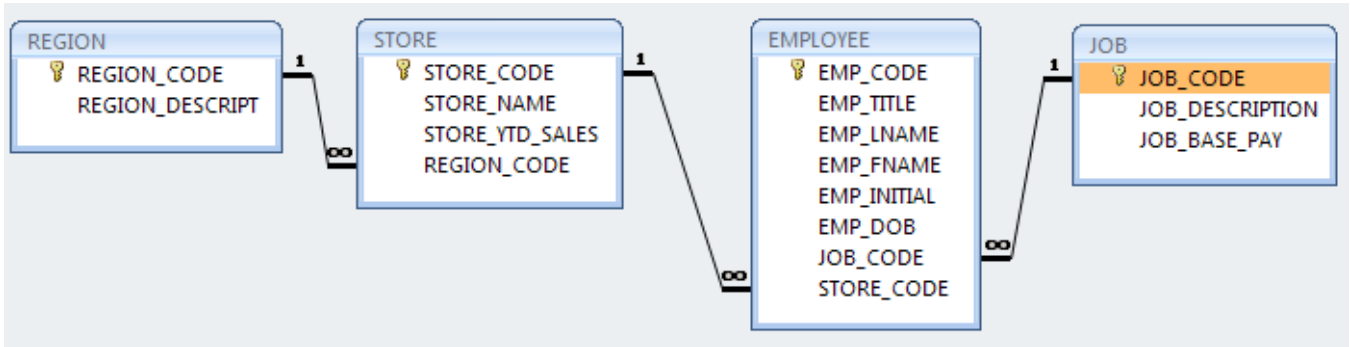 REGION
REGION_CODE
REGION_DESCRIPT
1
∞
STORE
STORE_CODE
STORE_NAME
STORE_YTD_SALES
REGION_CODE
1
∞
EMPLOYEE
EMP_CODE
EMP_TITLE
EMP_LNAME
EMP_FNAME
EMP_INITIAL
EMP_DOB
JOB_CODE
STORE_CODE
∞
1
JOB
JOB_CODE
JOB_DESCRIPTION
JOB_BASE_PAY